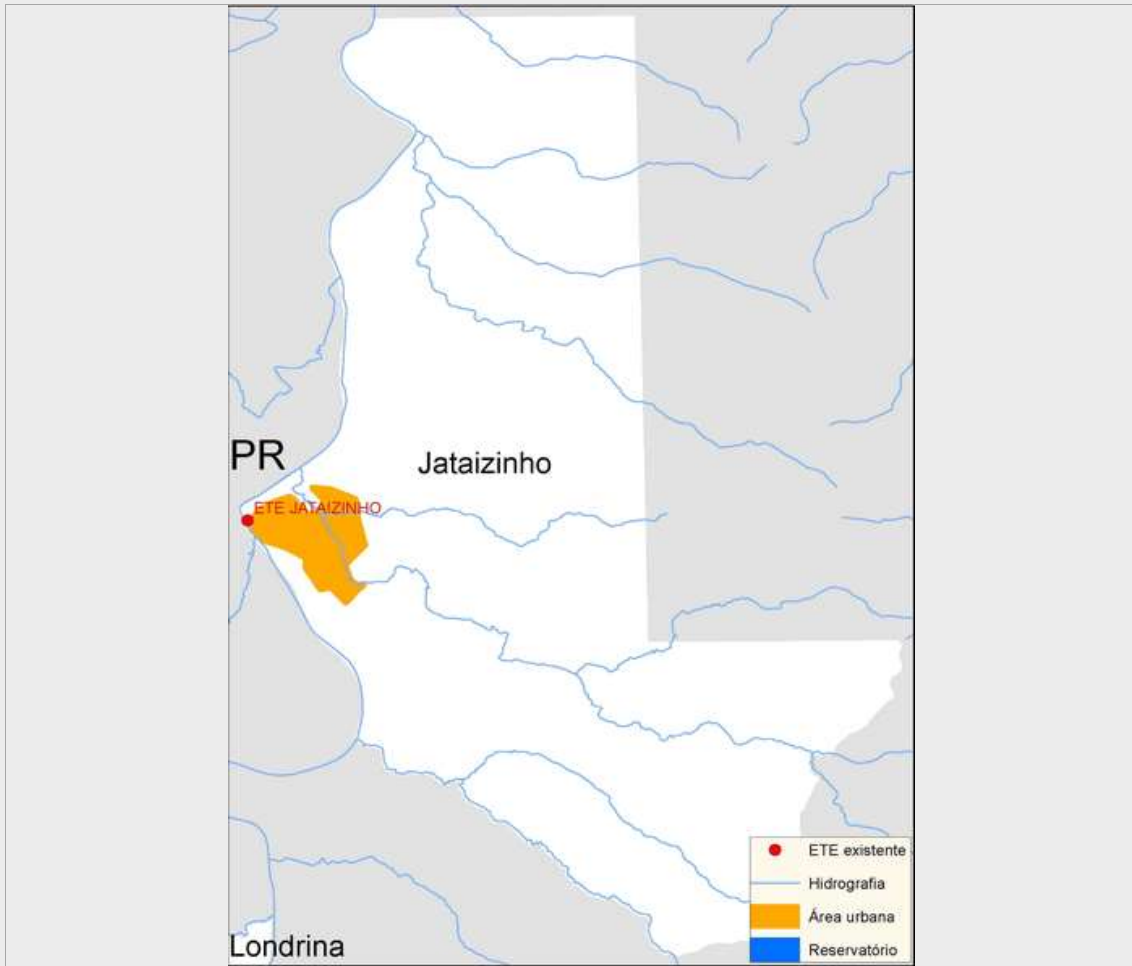 PR
Jataizinho
ETE JATAIZINHO
ETE existente
Hidrografia
Área urbana
Reservatório
Londrina